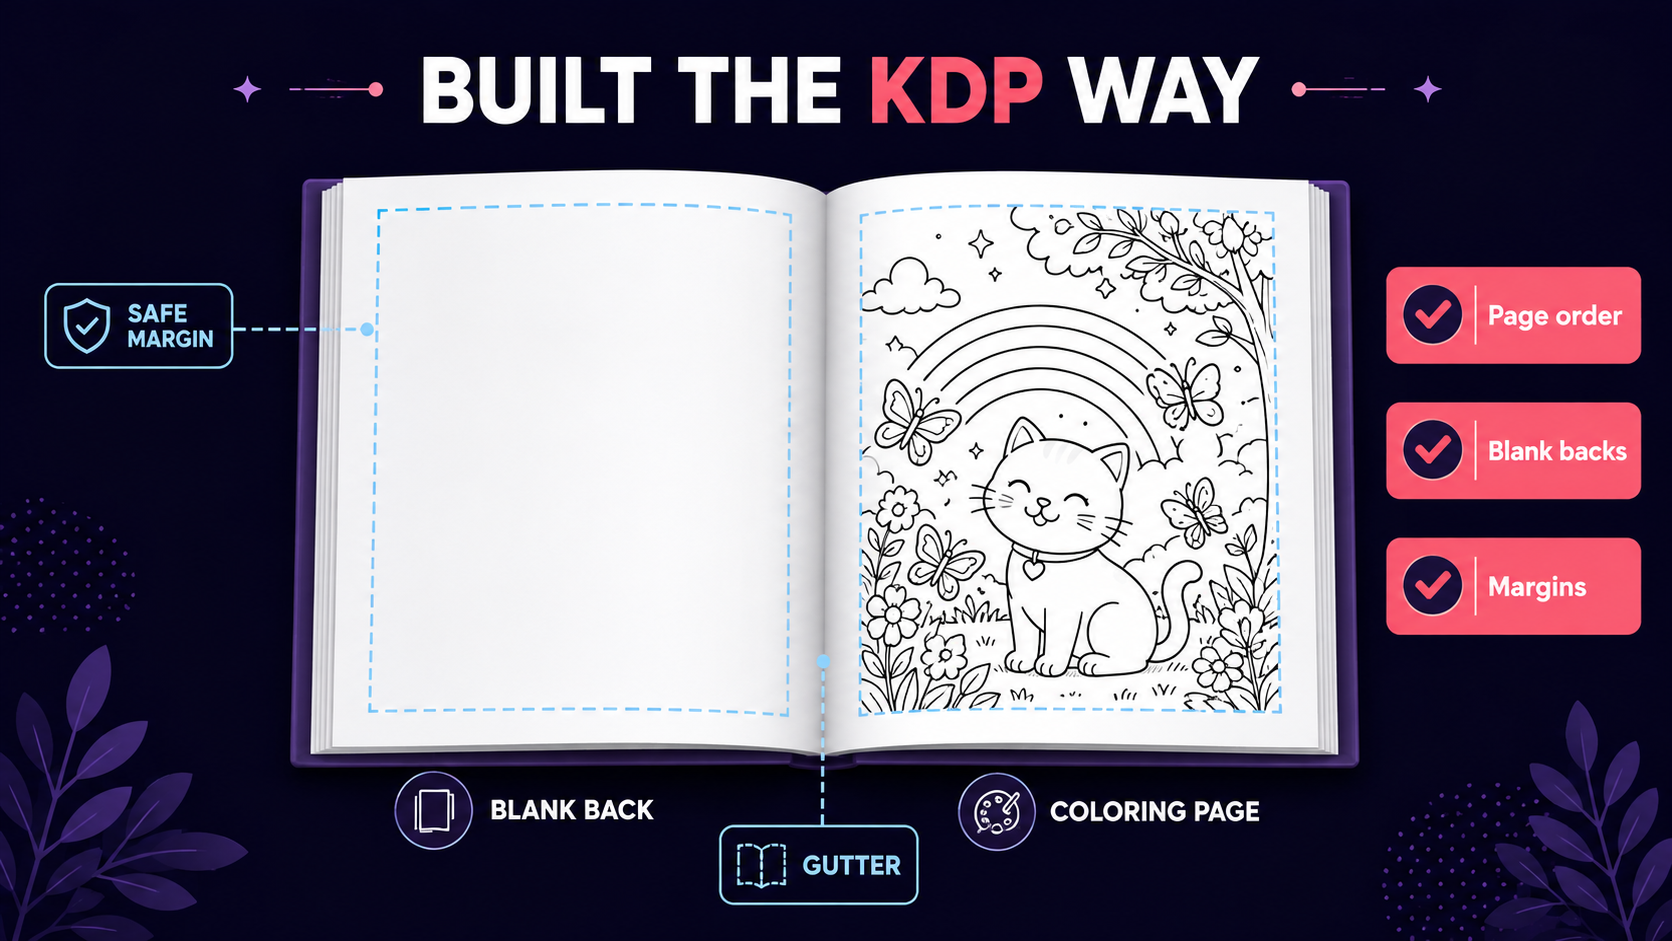 BUILT THE KDP WAY
SAFE
MARGIN
Page order
Blank backs
Margins
BLANK BACK
COLORING PAGE
GUTTER